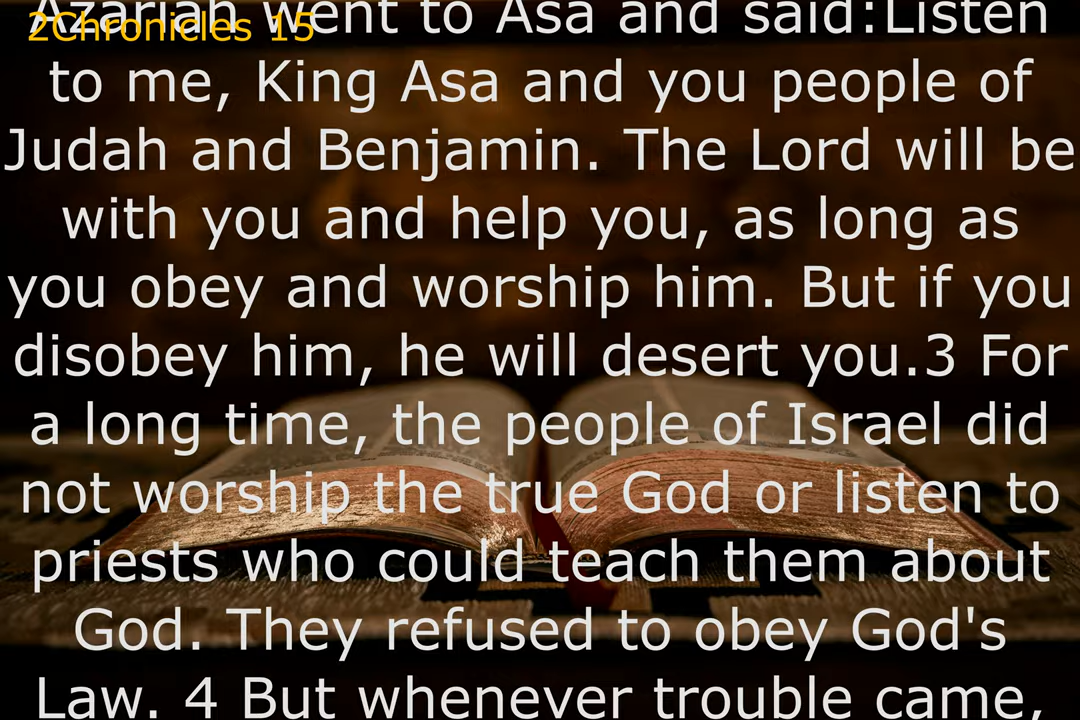 Azariah went to Asa and said:Listen
2Chronicles 15
to me, King Asa and you people of
Judah and Benjamin. The Lord will be
with you and help you, as long as
you obey and worship him. But if you
disobey him, he will desert you.3 For
a long time, the people of Israel did
not worship the true God or listen to
priests who could teach them about
God. They refused to obey God's
Law. 4 But whenever trouble came,